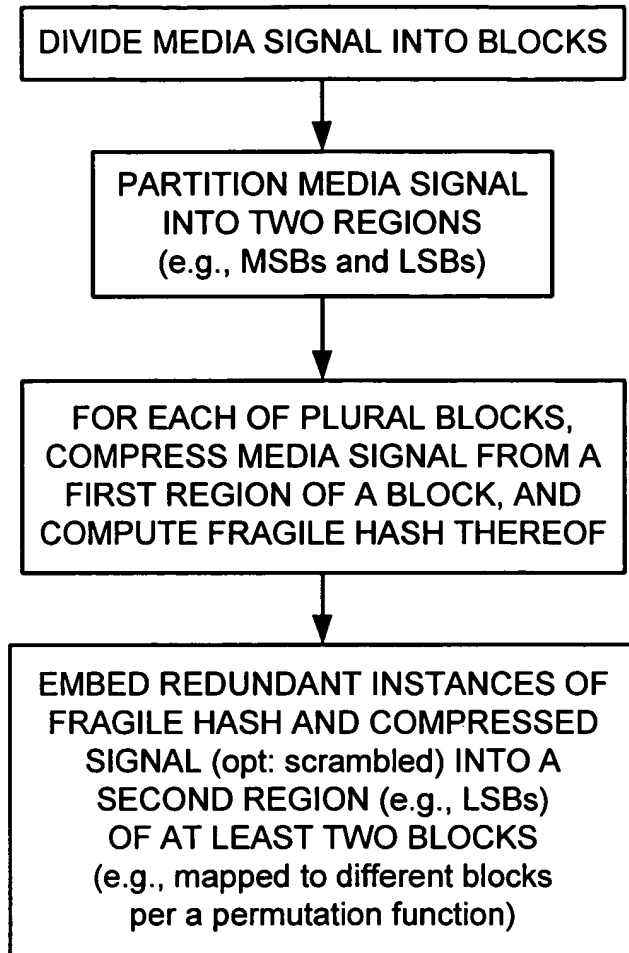 DIVIDE MEDIA SIGNAL INTO BLOCKS
PARTITION MEDIA SIGNAL
INTO TWO REGIONS
(e.g., MSBs and LSBs)
FOR EACH OF PLURAL BLOCKS,
COMPRESS MEDIA SIGNAL FROM A
FIRST REGION OF A BLOCK, AND
COMPUTE FRAGILE HASH THEREOF
EMBED REDUNDANT INSTANCES OF
FRAGILE HASH AND COMPRESSED
SIGNAL (opt: scrambled) INTO A
SECOND REGION (e.g., LSBs)
OF AT LEAST TWO BLOCKS
(e.g., mapped to different blocks
per a permutation function)